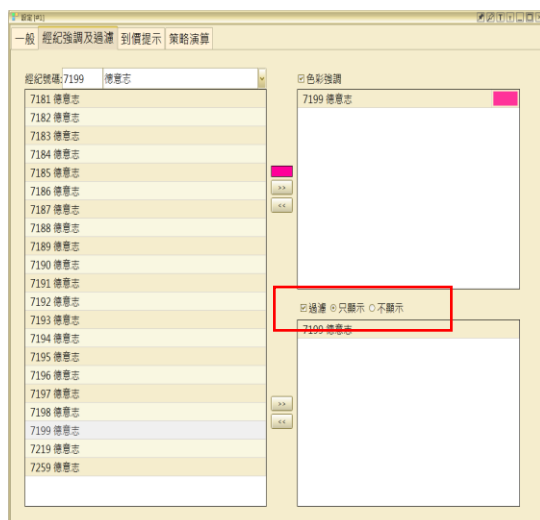 設定 [#1]
一般 經紀強調及過濾 到價提示 策略演算
經紀號碼:7199 德意志
7181 德意志
7182 德意志
7183 德意志
7184 德意志
7185 德意志
7186 德意志
7187 德意志
7188 德意志
7189 德意志
7190 德意志
7191 德意志
7192 德意志
7193 德意志
7194 德意志
7195 德意志
7196 德意志
7197 德意志
7198 德意志
7199 德意志
7219 德意志
7259 德意志
>>
<<
>>
<<
色彩強調
7199 德意志
過濾 只顯示 不顯示
7199 德意志